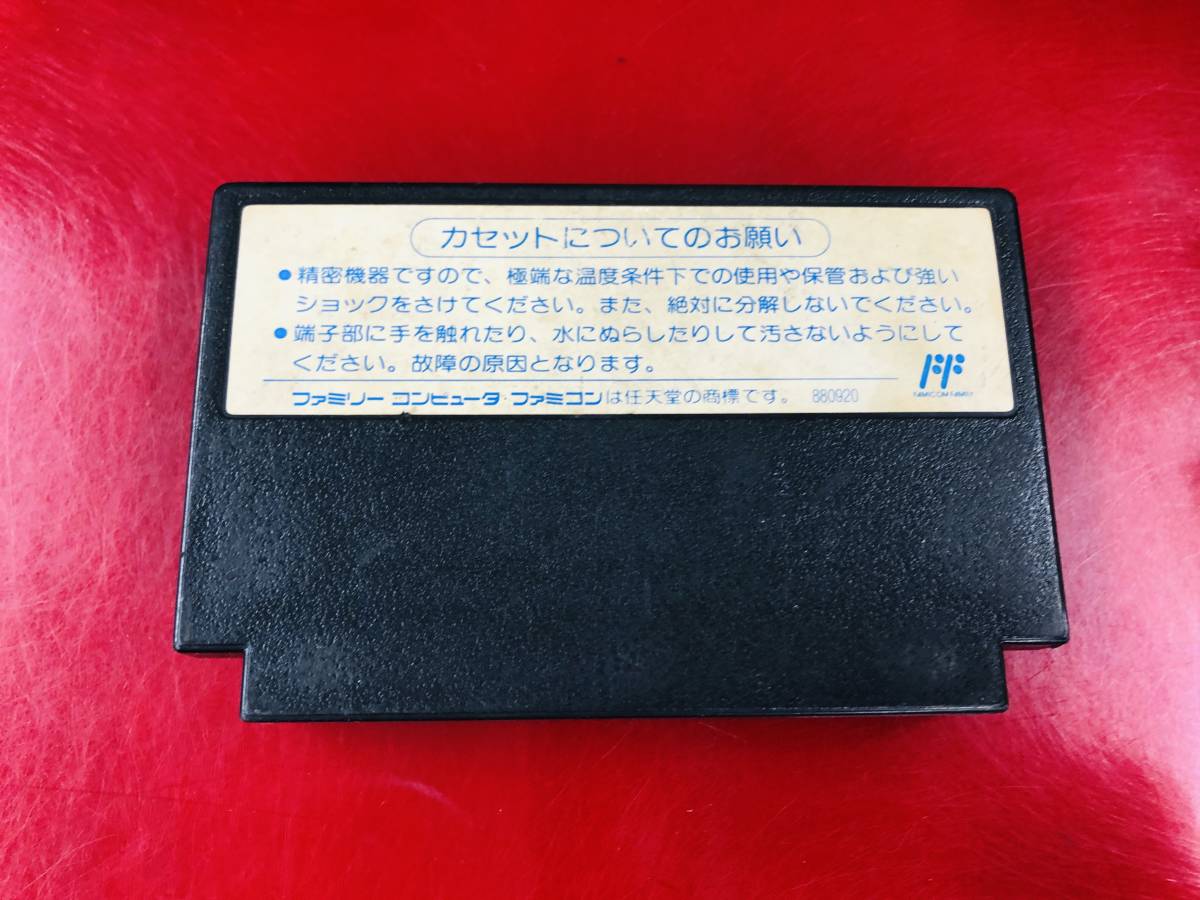 カセットについてのお願い
●精密機器ですので、極端な温度条件下での使用や保管および強い
ショックをさけてください。また、絶対に分解しないでください。
●端子部に手を触れたり、水にぬらしたりして汚さないようにして
ください。故障の原因となります。
FF
FAMICOM FAMILY
ファミリー コンピュータ・ファミコンは任天堂の商標です。 880920